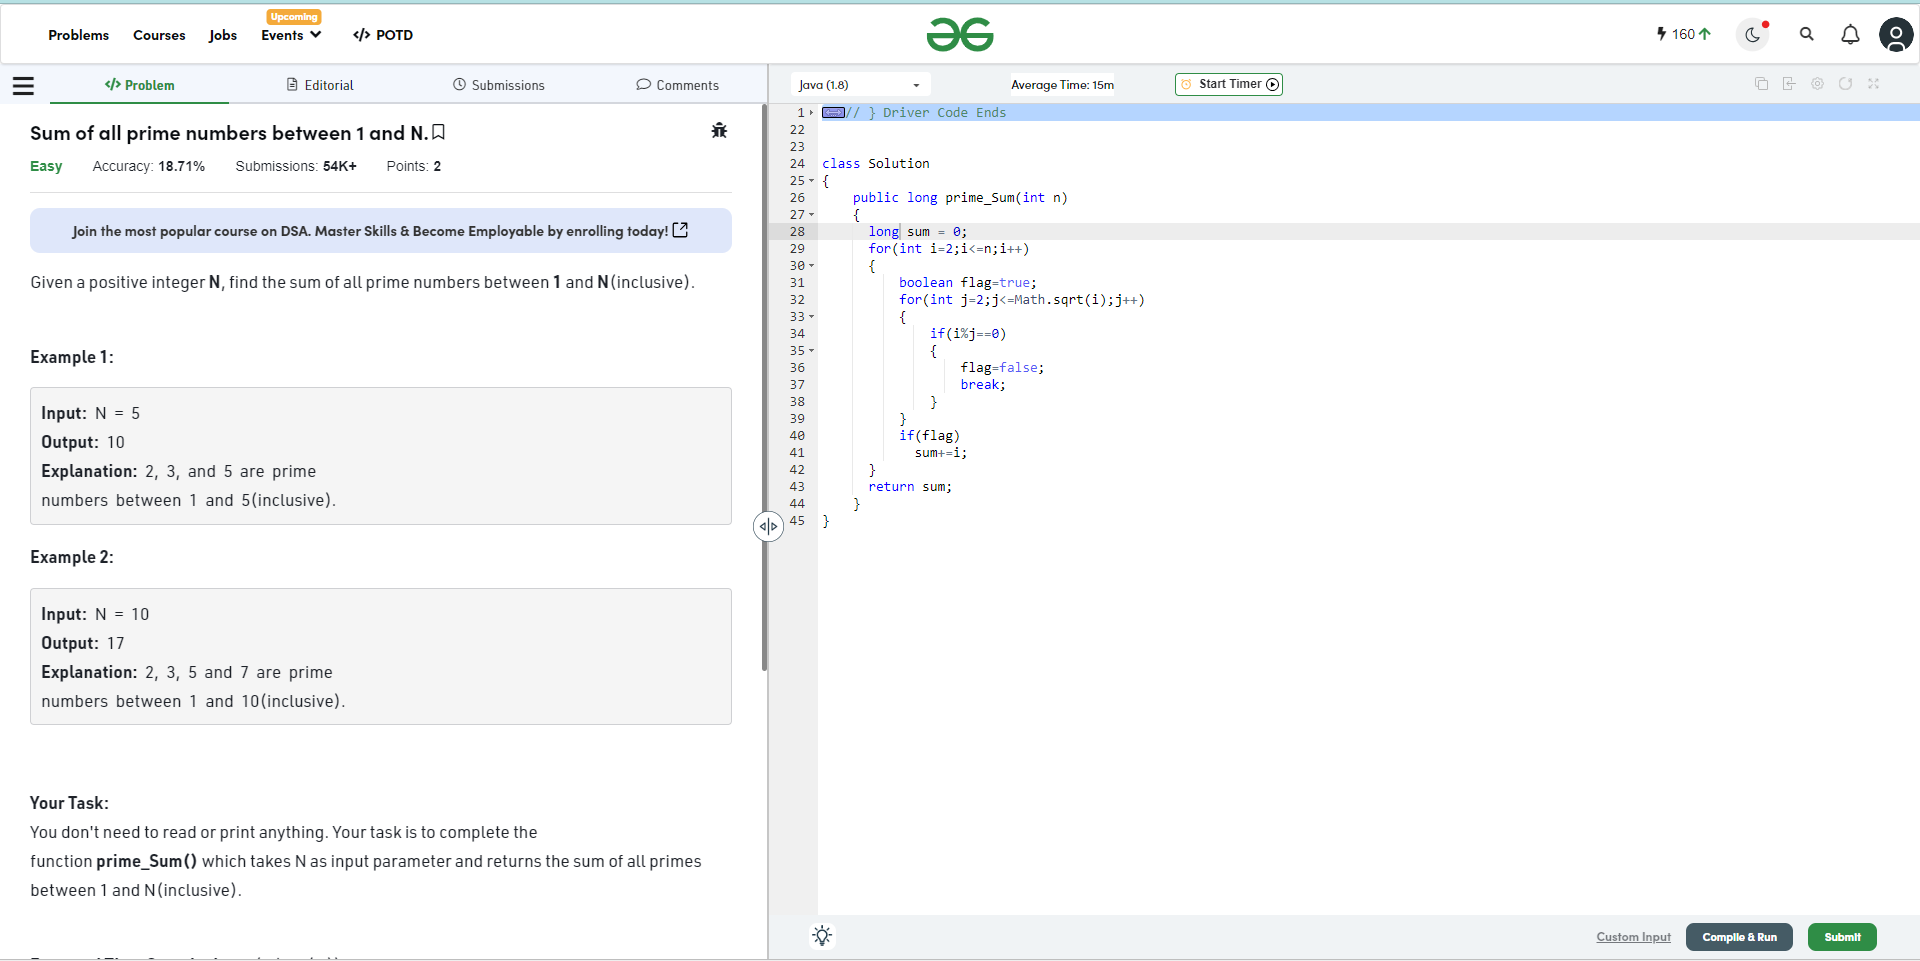 Problems Courses Jobs Upcoming Events </> POTD 160
</> Problem Editorial Submissions Comments
Sum of all prime numbers between 1 and N.
Easy Accuracy: 18.71% Submissions: 54K+ Points: 2
Join the most popular course on DSA. Master Skills & Become Employable by enrolling today!
Given a positive integer N, find the sum of all prime numbers between 1 and N(inclusive).
Example 1:
Input: N = 5
Output: 10
Explanation: 2, 3, and 5 are prime
numbers between 1 and 5(inclusive).
Example 2:
Input: N = 10
Output: 17
Explanation: 2, 3, 5 and 7 are prime
numbers between 1 and 10(inclusive).
Your Task:
You don't need to read or print anything. Your task is to complete the
function prime_Sum() which takes N as input parameter and returns the sum of all primes
between 1 and N(inclusive).
Java (1.8) Average Time: 15m Start Timer
1 // } Driver Code Ends
22
23
24 class Solution
25 {
26 public long prime_Sum(int n)
27 {
28 long sum = 0;
29 for(int i=2;i<=n;i++)
30 {
31 boolean flag=true;
32 for(int j=2;j<=Math.sqrt(i);j++)
33 {
34 if(i%j==0)
35 {
36 flag=false;
37 break;
38 }
39 }
40 if(flag)
41 sum+=i;
42 }
43 return sum;
44 }
45 }
Custom Input Compile & Run Submit